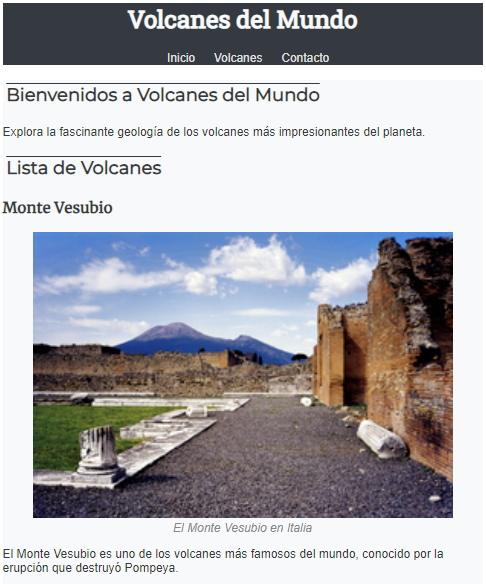 Volcanes del Mundo
Inicio Volcanes Contacto
Bienvenidos a Volcanes del Mundo
Explora la fascinante geología de los volcanes más impresionantes del planeta.
Lista de Volcanes
Monte Vesubio
El Monte Vesubio en Italia
El Monte Vesubio es uno de los volcanes más famosos del mundo, conocido por la
erupción que destruyó Pompeya.